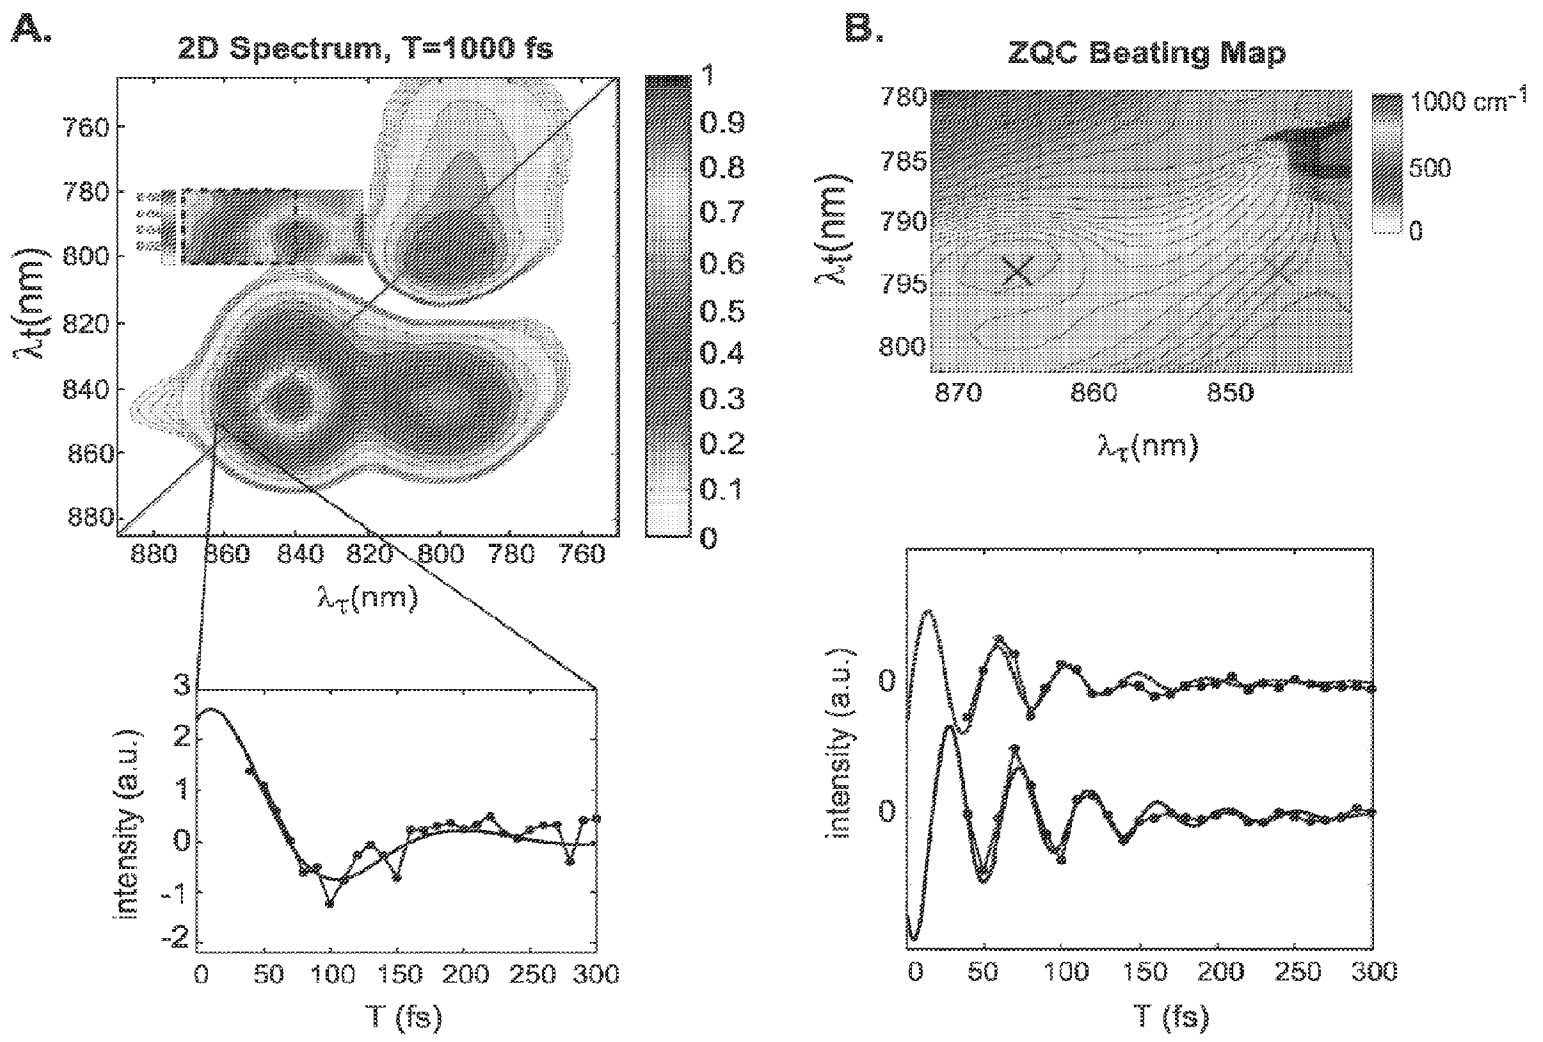 A.
2D Spectrum, T=1000 fs
760
780
800
820
840
860
880
λt(nm)
880 860 840 820 800 780 760
λτ(nm)
1
0.9
0.8
0.7
0.6
0.5
0.4
0.3
0.2
0.1
0
3
2
1
0
-1
-2
intensity (a.u.)
0 50 100 150 200 250 300
T (fs)
B.
ZQC Beating Map
780
785
790
795
800
λt(nm)
870 860 850
λτ(nm)
1000 cm-1
500
0
0
0
intensity (a.u.)
0 50 100 150 200 250 300
T (fs)